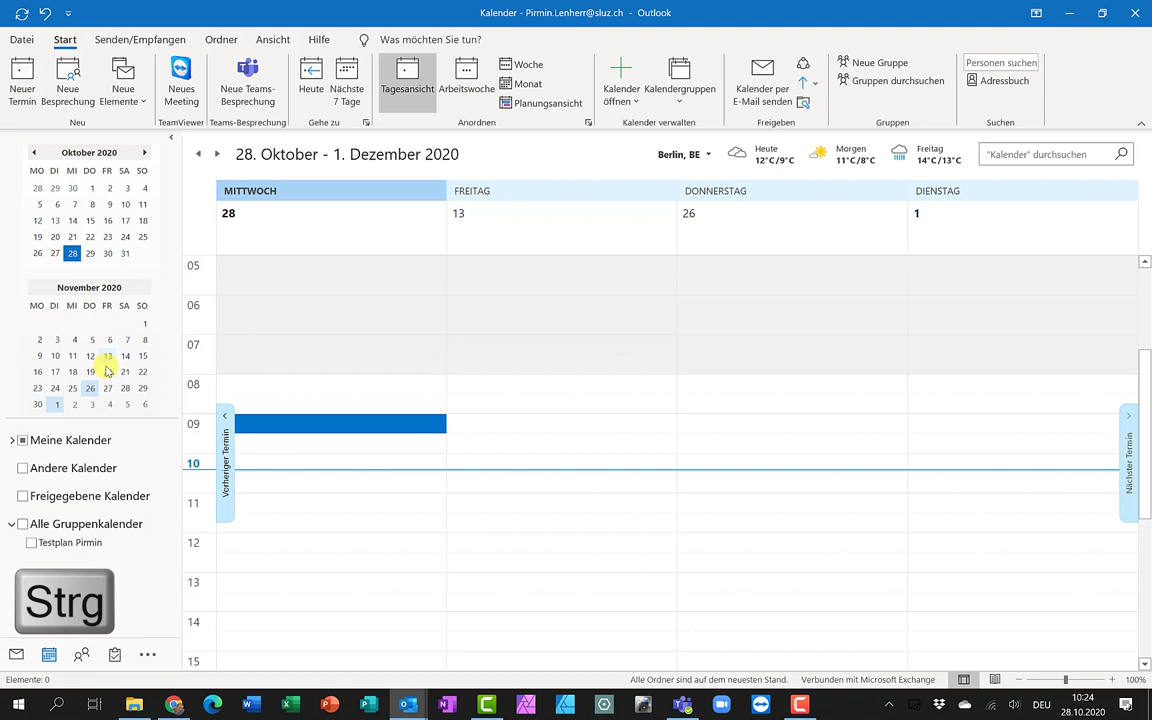 Kalender - Pirmin.Lenherr@sluz.ch - Outlook
Datei Start Senden/Empfangen Ordner Ansicht Hilfe Was möchten Sie tun?
Neuer Termin
Neue Besprechung
Neue Elemente
Neues Meeting
Neue Teams-Besprechung
Heute
Nächste 7 Tage
Tagesansicht
Arbeitswoche
Woche
Monat
Planungsansicht
Kalender öffnen
Kalendergruppen
Kalender per E-Mail senden
Neue Gruppe
Gruppen durchsuchen
Personen suchen
Adressbuch
Neu TeamViewer Teams-Besprechung Gehe zu Anordnen Kalender verwalten Freigeben Gruppen Suchen
Oktober 2020
MO DI MI DO FR SA SO
28 29 30 1 2 3 4
5 6 7 8 9 10 11
12 13 14 15 16 17 18
19 20 21 22 23 24 25
26 27 28 29 30 31
November 2020
MO DI MI DO FR SA SO
1
2 3 4 5 6 7 8
9 10 11 12 13 14 15
16 17 18 19 21 22
23 24 25 26 27 28 29
30 1 2 3 4 5 6
Meine Kalender
Andere Kalender
Freigegebene Kalender
Alle Gruppenkalender
Testplan Pirmin
Strg
28. Oktober - 1. Dezember 2020
Berlin, BE
Heute
12°C/9°C
Morgen
11°C/8°C
Freitag
14°C/13°C
"Kalender" durchsuchen
MITTWOCH FREITAG DONNERSTAG DIENSTAG
28 13 26 1
05
06
07
08
09
10
11
12
13
14
15
Vorheriger Termin
Nächster Termin
Elemente: 0
Alle Ordner sind auf dem neuesten Stand.
Verbunden mit Microsoft Exchange
100%
DEU
10:24
28.10.2020